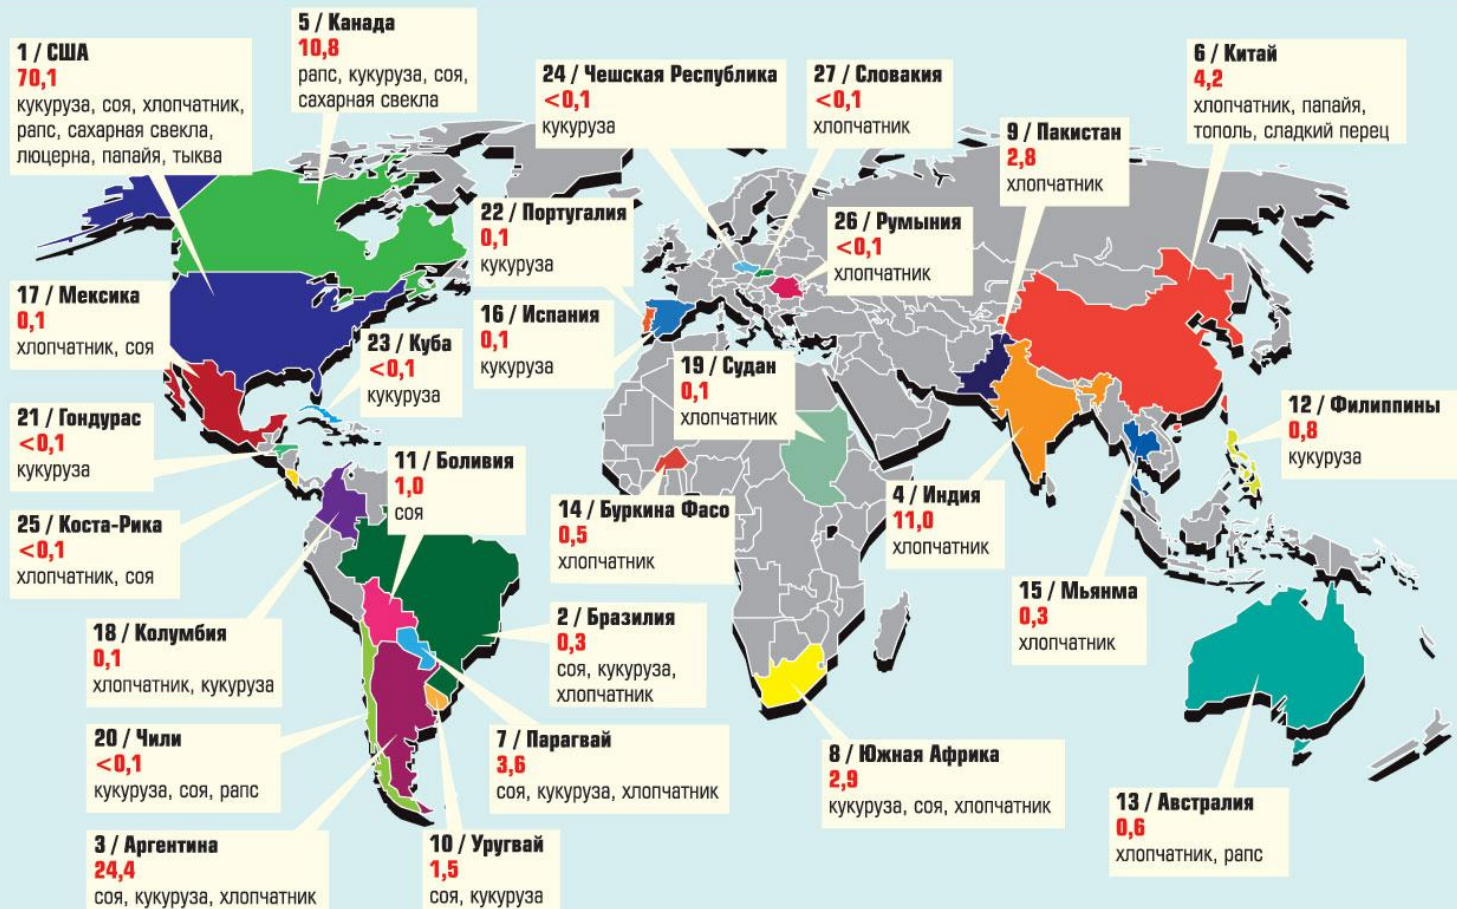 1 / США
70,1
кукуруза, соя, хлопчатник,
рапс, сахарная свекла,
люцерна, папайя, тыква
5 / Канада
10,8
рапс, кукуруза, соя,
сахарная свекла
24 / Чешская Республика
<0,1
кукуруза
27 / Словакия
<0,1
хлопчатник
6 / Китай
4,2
хлопчатник, папайя,
тополь, сладкий перец
9 / Пакистан
2,8
хлопчатник
22 / Португалия
0,1
кукуруза
26 / Румыния
<0,1
хлопчатник
17 / Мексика
0,1
хлопчатник, соя
16 / Испания
0,1
кукуруза
23 / Куба
<0,1
кукуруза
19 / Судан
0,1
хлопчатник
12 / Филиппины
0,8
кукуруза
21 / Гондурас
<0,1
кукуруза
11 / Боливия
1,0
соя
14 / Буркина Фасо
0,5
хлопчатник
4 / Индия
11,0
хлопчатник
25 / Коста-Рика
<0,1
хлопчатник, соя
15 / Мьянма
0,3
хлопчатник
18 / Колумбия
0,1
хлопчатник, кукуруза
2 / Бразилия
0,3
соя, кукуруза,
хлопчатник
20 / Чили
<0,1
кукуруза, соя, рапс
7 / Парагвай
3,6
соя, кукуруза, хлопчатник
8 / Южная Африка
2,9
кукуруза, соя, хлопчатник
13 / Австралия
0,6
хлопчатник, рапс
3 / Аргентина
24,4
соя, кукуруза, хлопчатник
10 / Уругвай
1,5
соя, кукуруза